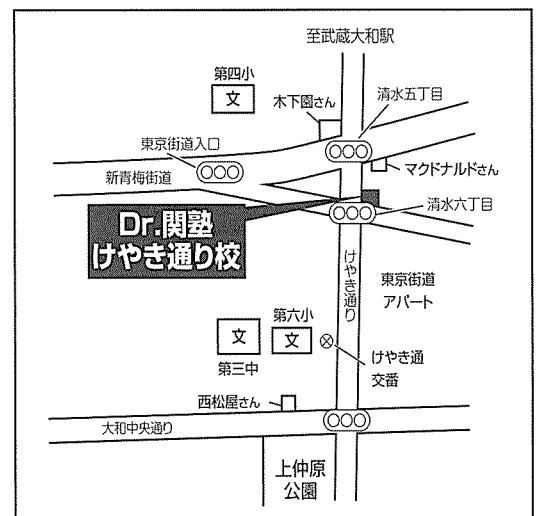 至武蔵大和駅
第四小
文
木下園さん
清水五丁目
東京街道入口
マクドナルドさん
新青梅街道
清水六丁目
Dr.関塾
けやき通り校
けやき通り
東京街道
アパート
第六小
文
文
第三中
けやき通
交番
西松屋さん
大和中央通り
上仲原
公園